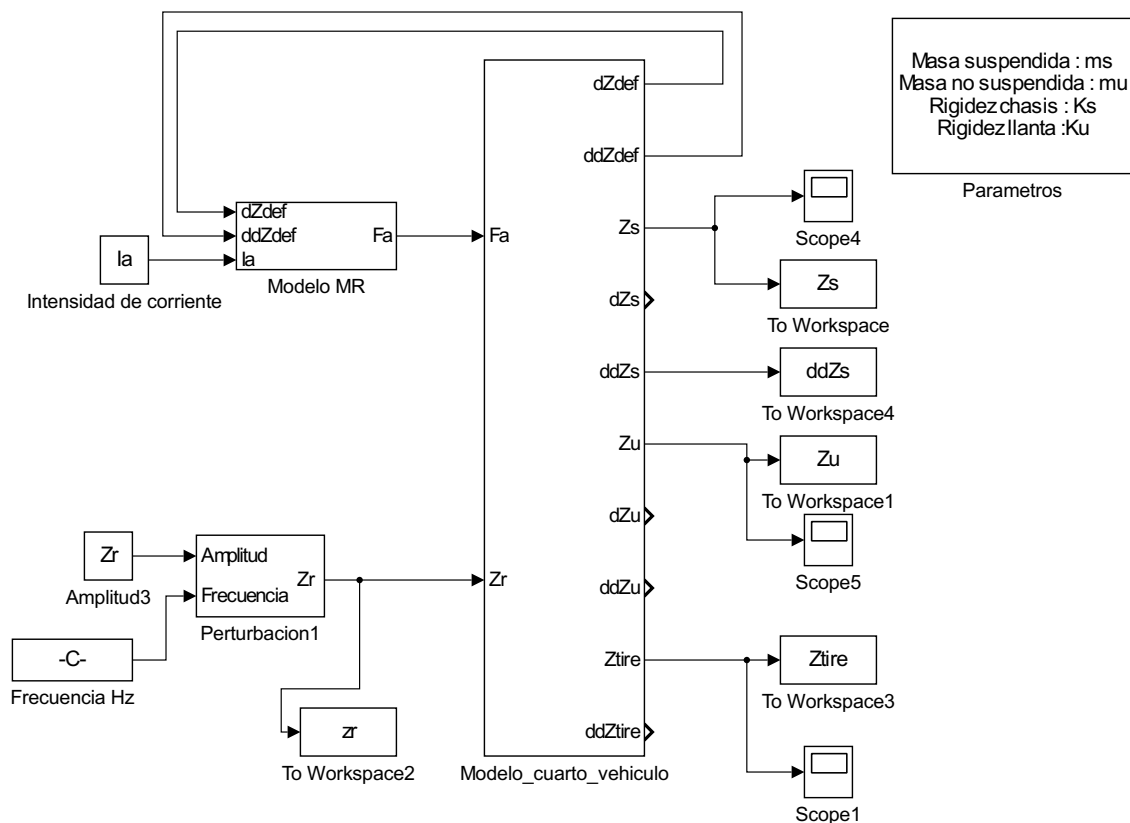 Masa suspendida : ms
Masa no suspendida : mu
Rigidez chasis : Ks
Rigidez llanta :Ku
Parametros
dZdef
ddZdef
Ia
Fa
Modelo MR
Ia
Intensidad de corriente
Fa
Zr
dZdef
ddZdef
Zs
dZs
ddZs
Zu
dZu
ddZu
Ztire
ddZtire
Modelo_cuarto_vehiculo
Scope4
Zs
To Workspace
ddZs
To Workspace4
Zu
To Workspace1
Scope5
Ztire
To Workspace3
Scope1
Zr
Amplitud3
Amplitud
Frecuencia
Zr
Perturbacion1
-C-
Frecuencia Hz
zr
To Workspace2